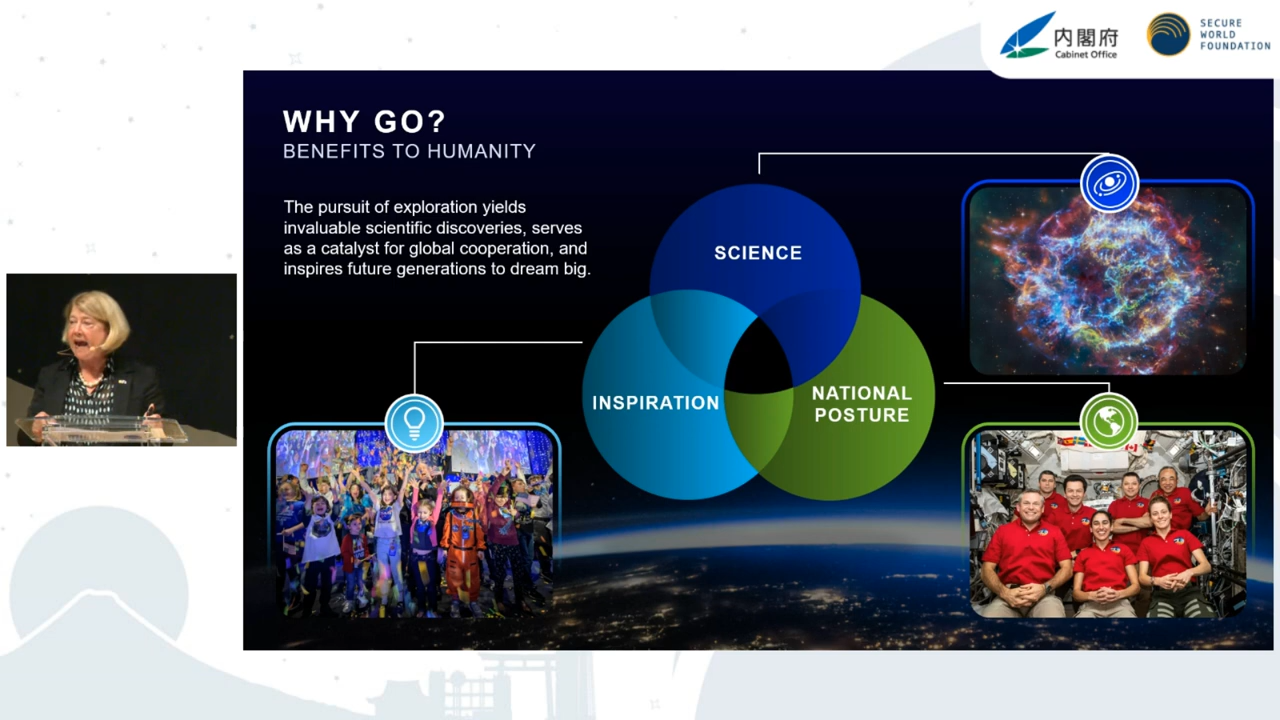 内閣府
Cabinet Office
SECURE
WORLD
FOUNDATION
WHY GO?
BENEFITS TO HUMANITY
The pursuit of exploration yields
invaluable scientific discoveries, serves
as a catalyst for global cooperation, and
inspires future generations to dream big.
SCIENCE
INSPIRATION
NATIONAL
POSTURE